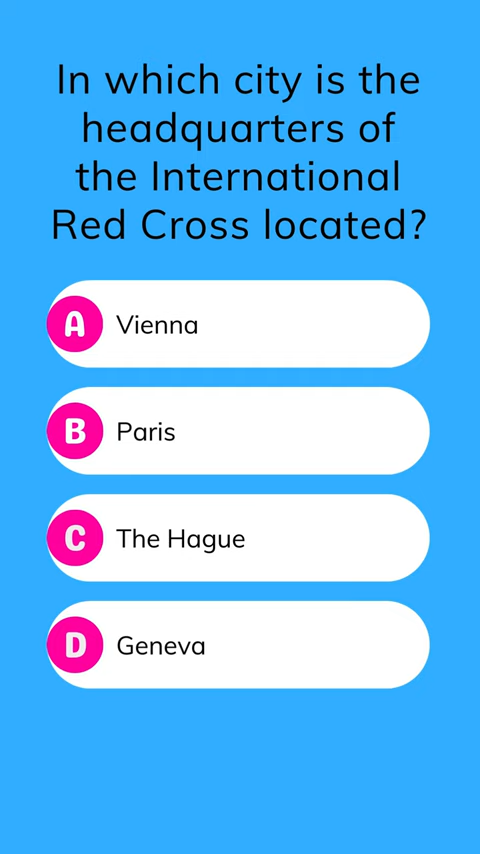 In which city is the
headquarters of
the International
Red Cross located?
A Vienna
B Paris
C The Hague
D Geneva